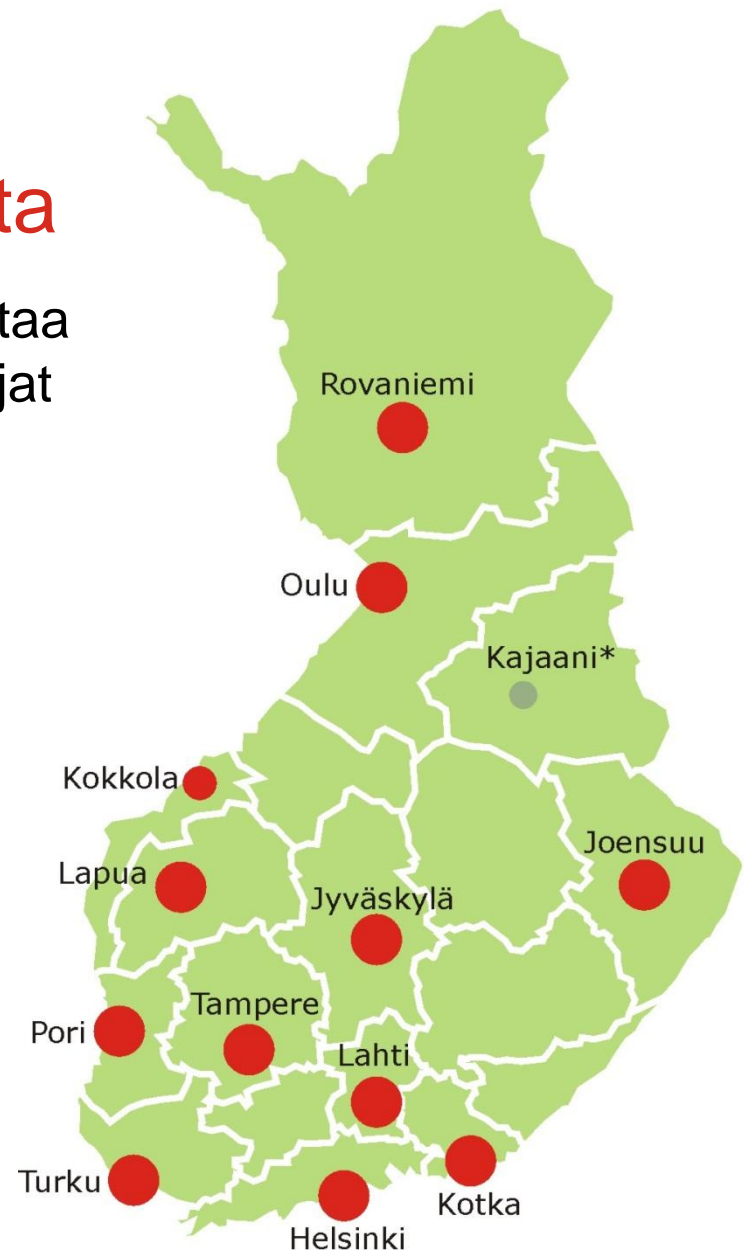 ta
taa
jat
Rovaniemi
Oulu
Kajaani*
Kokkola
Lapua
Joensuu
Jyväskylä
Tampere
Pori
Lahti
Turku
Kotka
Helsinki